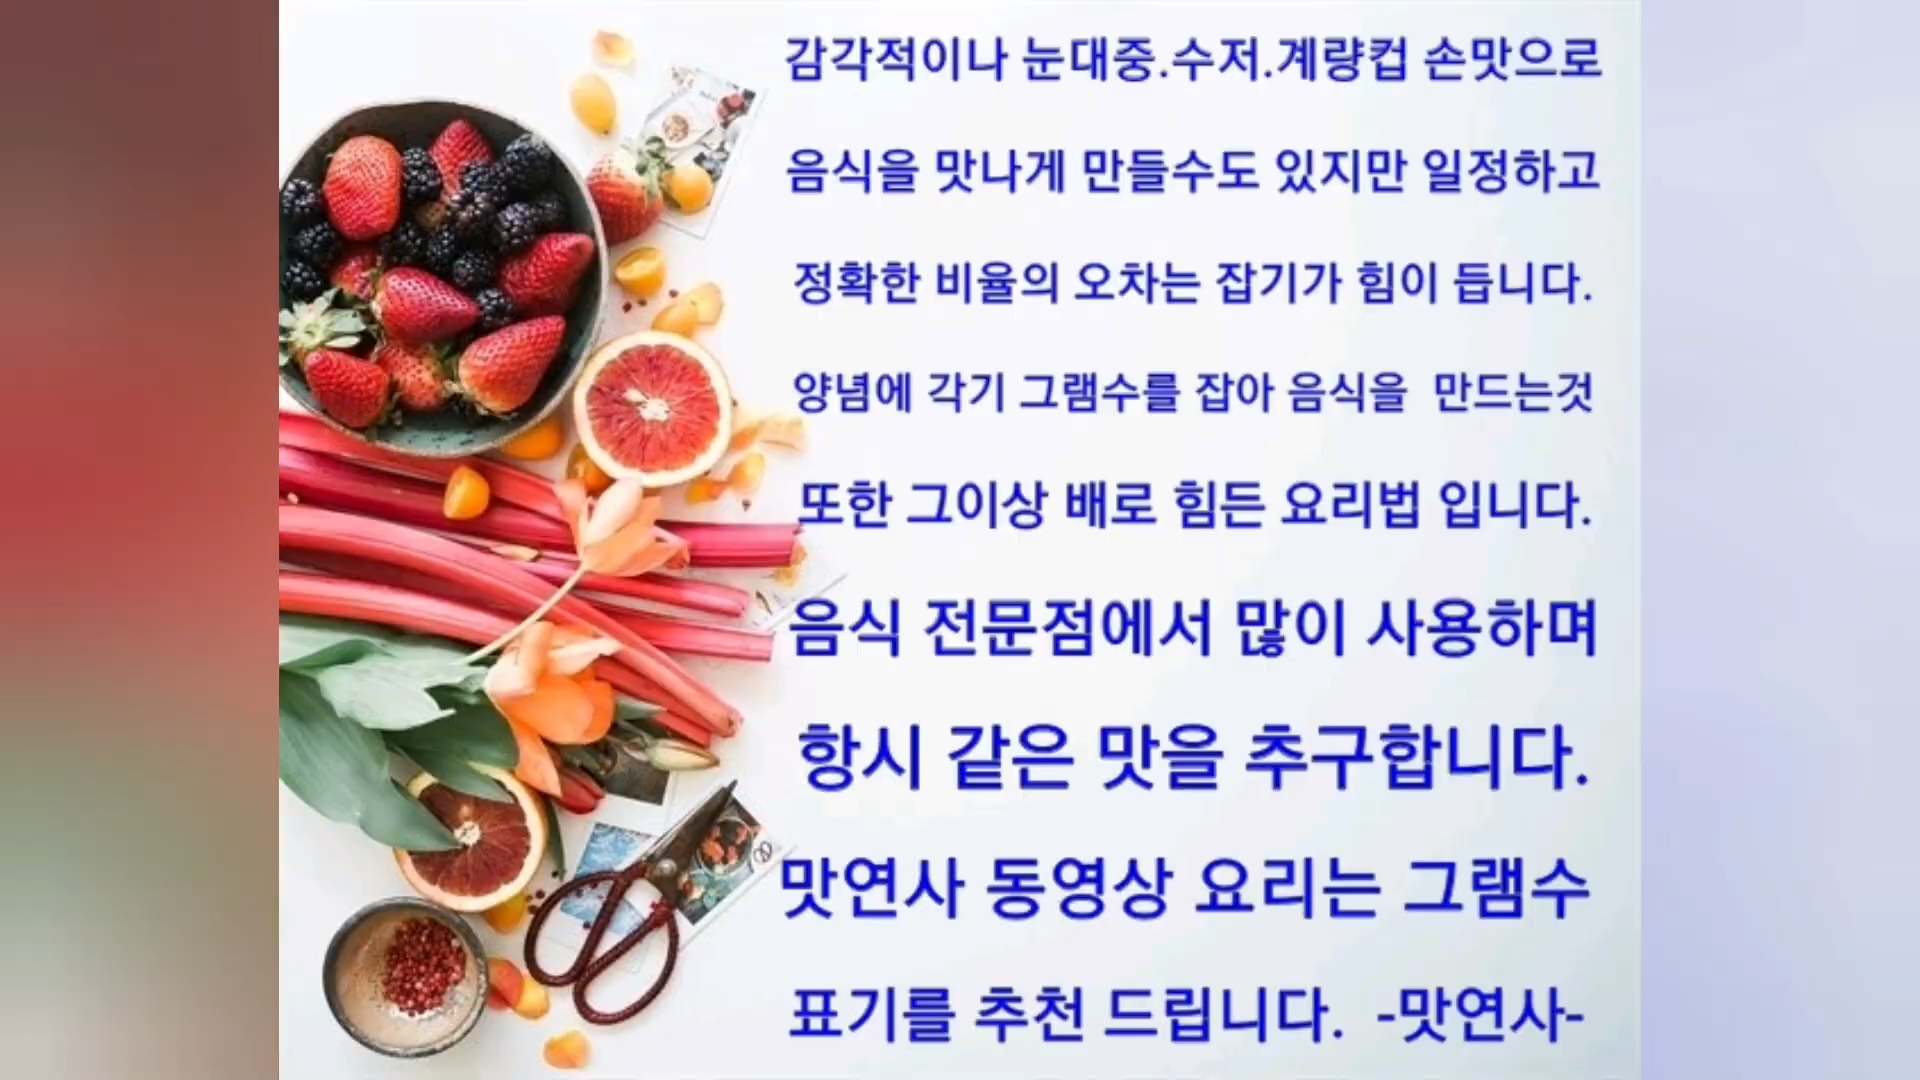 감각적이나 눈대중.수저.계량컵 손맛으로
음식을 맛나게 만들수도 있지만 일정하고
정확한 비율의 오차는 잡기가 힘이 듭니다.
양념에 각기 그램수를 잡아 음식을 만드는것
또한 그이상 배로 힘든 요리법 입니다.
음식 전문점에서 많이 사용하며
항시 같은 맛을 추구합니다.
맛연사 동영상 요리는 그램수
표기를 추천 드립니다. -맛연사-